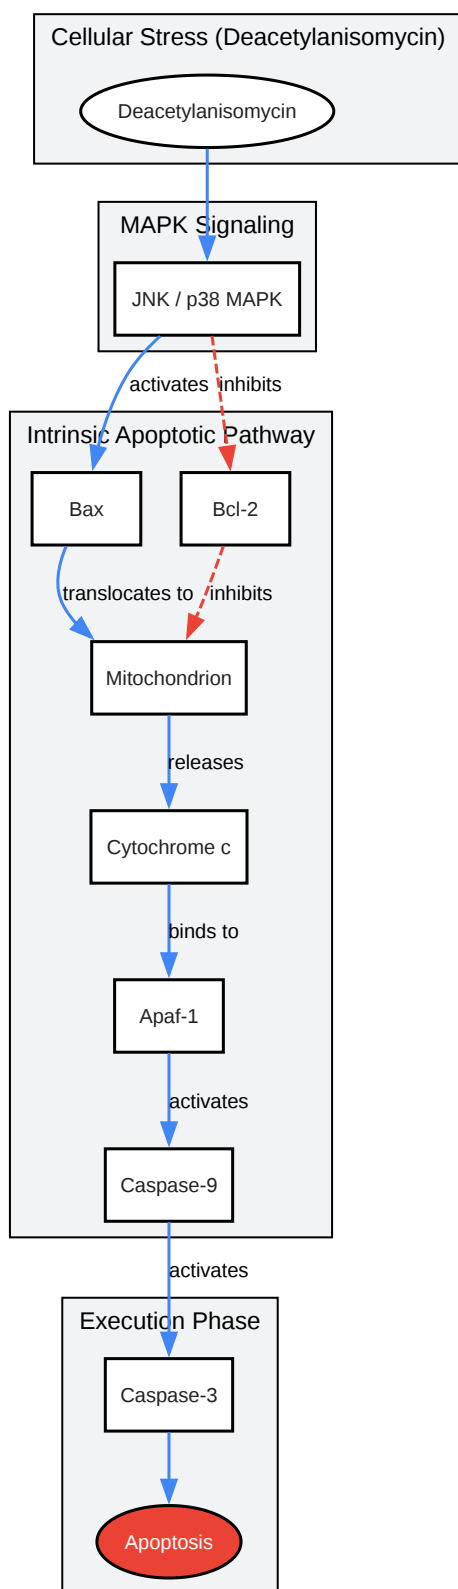 Cellular Stress (Deacetylanisomycin)
Deacetylanisomycin
MAPK Signaling
JNK / p38 MAPK
activates
inhibits
Intrinsic Apoptotic Pathway
Bax
Bcl-2
translocates to
inhibits
Mitochondrion
releases
Cytochrome c
binds to
Apaf-1
activates
Caspase-9
activates
Execution Phase
Caspase-3
Apoptosis